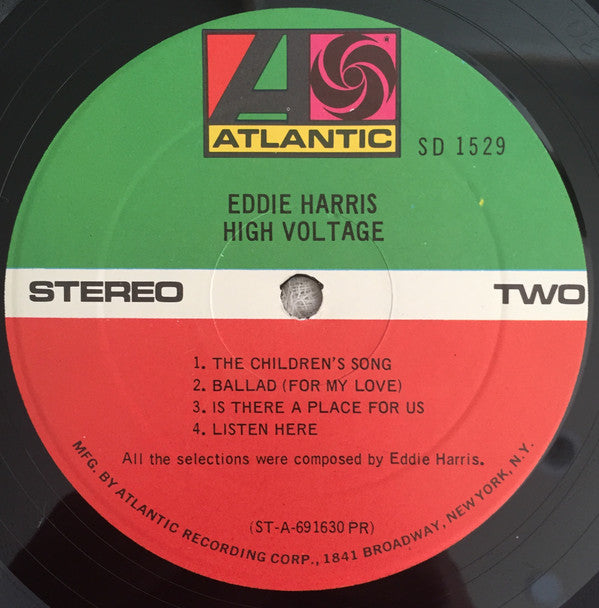 ATLANTIC
SD 1529
EDDIE HARRIS
HIGH VOLTAGE
STEREO
TWO
1. THE CHILDREN'S SONG
2. BALLAD (FOR MY LOVE)
3. IS THERE A PLACE FOR US
4. LISTEN HERE
All the selections were composed by Eddie Harris.
(ST-A-691630 PR)
MFG. BY ATLANTIC RECORDING CORP., 1841 BROADWAY, NEW YORK, N.Y.